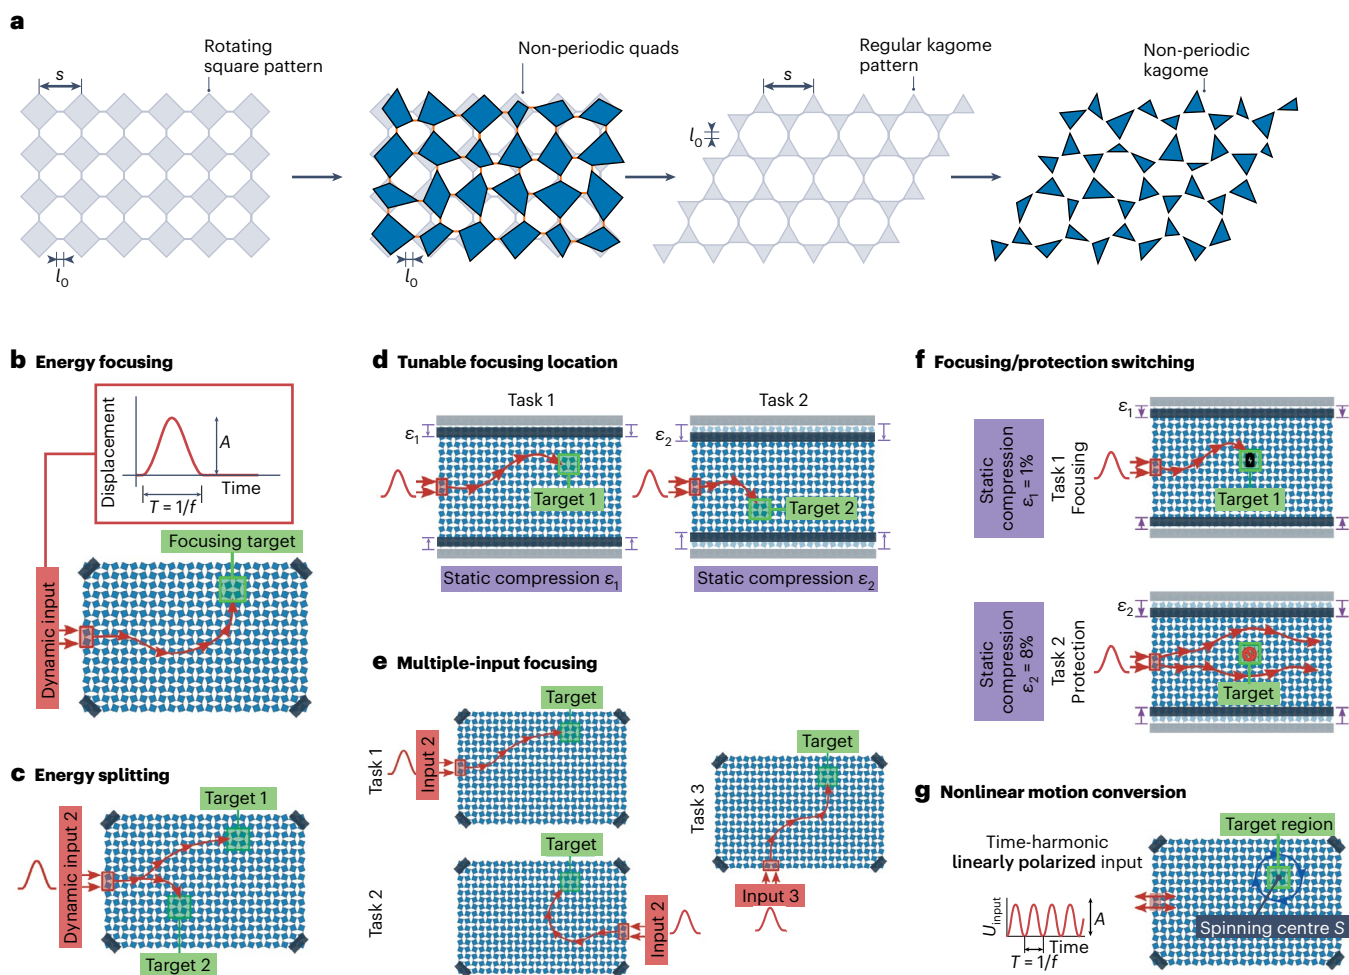 a
Rotating
square pattern
s
l0
Non-periodic quads
l0
Regular kagome
pattern
s
l0
Non-periodic
kagome
b Energy focusing
Displacement
A
Time
T = 1/f
Focusing target
Dynamic input
c Energy splitting
Dynamic input 2
Target 1
Target 2
d Tunable focusing location
Task 1
ε1
Target 1
Static compression ε1
Task 2
ε2
Target 2
Static compression ε2
e Multiple-input focusing
Task 1
Input 2
Target
Task 2
Target
Input 2
Task 3
Target
Input 3
f Focusing/protection switching
Static
compression
ε1 = 1%
Task 1
Focusing
ε1
Target 1
Static
compression
ε2 = 8%
Task 2
Protection
ε2
Target
g Nonlinear motion conversion
Time-harmonic
linearly polarized input
Uinput
A
Time
T = 1/f
Target region
Spinning centre S